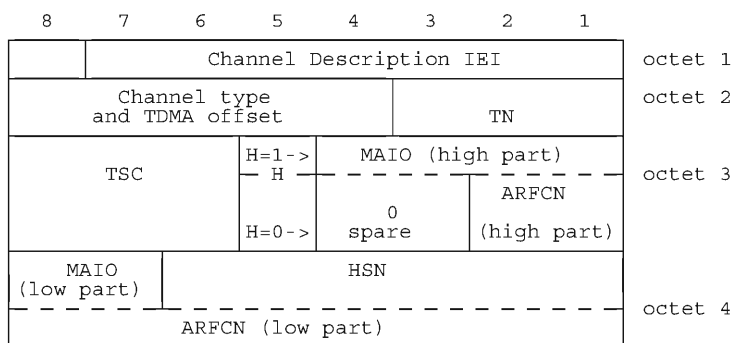 8 7 6 5 4 3 2 1
Channel Description IEI octet 1
Channel type octet 2
and TDMA offset TN
H=1-> MAIO (high part)
TSC H octet 3
ARFCN
0
H=0-> spare (high part)
MAIO HSN
(low part)
octet 4
ARFCN (low part)